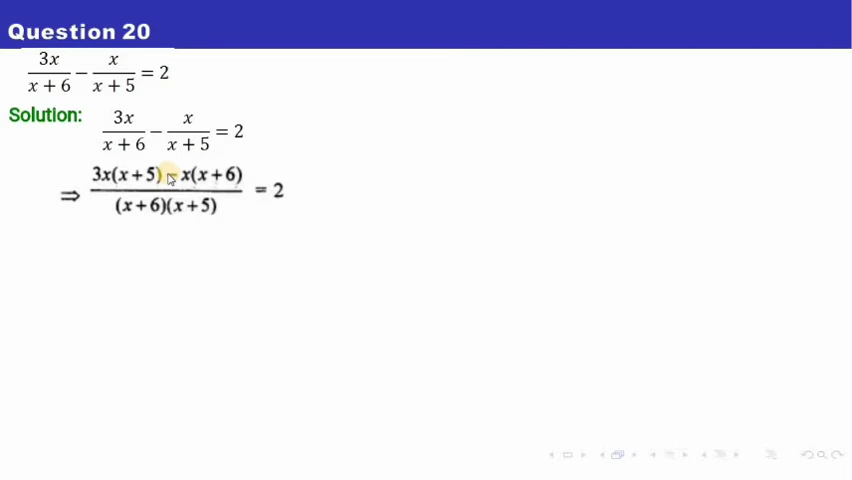 Question 20
3x/(x + 6) − x/(x + 5) = 2
Solution: 3x/(x + 6) − x/(x + 5) = 2
⇒ (3x(x + 5) − x(x + 6))/((x + 6)(x + 5)) = 2